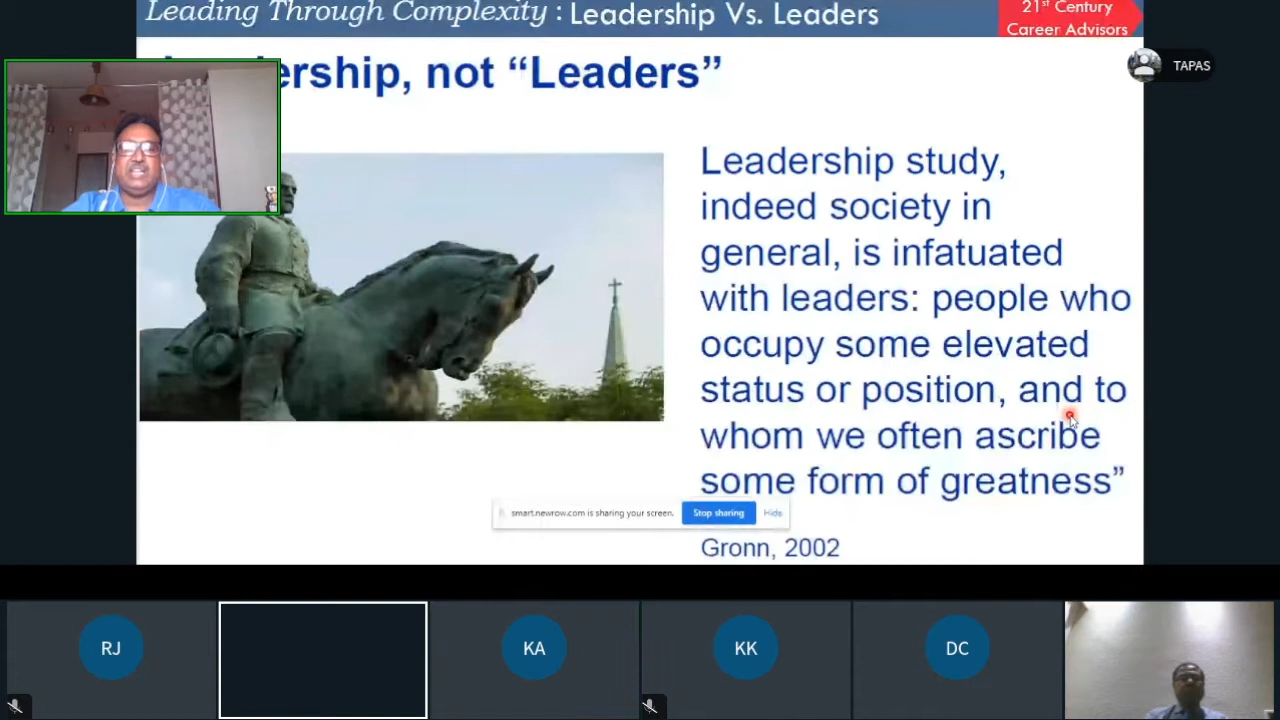 Leading Through Complexity : Leadership Vs. Leaders
21st Century
Career Advisors
TAPAS
ership, not “Leaders”
Leadership study,
indeed society in
general, is infatuated
with leaders: people who
occupy some elevated
status or position, and to
whom we often ascribe
some form of greatness”
smart.newrow.com is sharing your screen. Stop sharing Hide
Gronn, 2002
RJ
KA
KK
DC